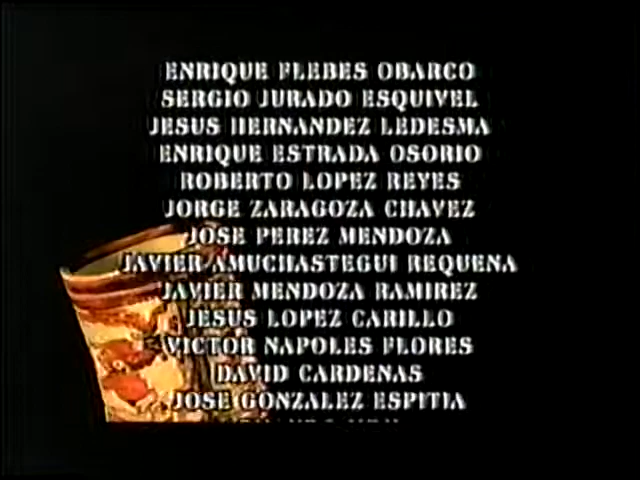 ENRIQUE FLEBES OBARCO
SERGIO JURADO ESQUIVEL
JESUS HERNANDEZ LEDESMA
ENRIQUE ESTRADA OSORIO
ROBERTO LOPEZ REYES
JORGE ZARAGOZA CHAVEZ
JOSE PEREZ MENDOZA
JAVIER AMUCHASTEGUI REQUENA
JAVIER MENDOZA RAMIREZ
JESUS LOPEZ CARILLO
VICTOR NAPOLES FLORES
DAVID CARDENAS
JOSE GONZALEZ ESPITIA